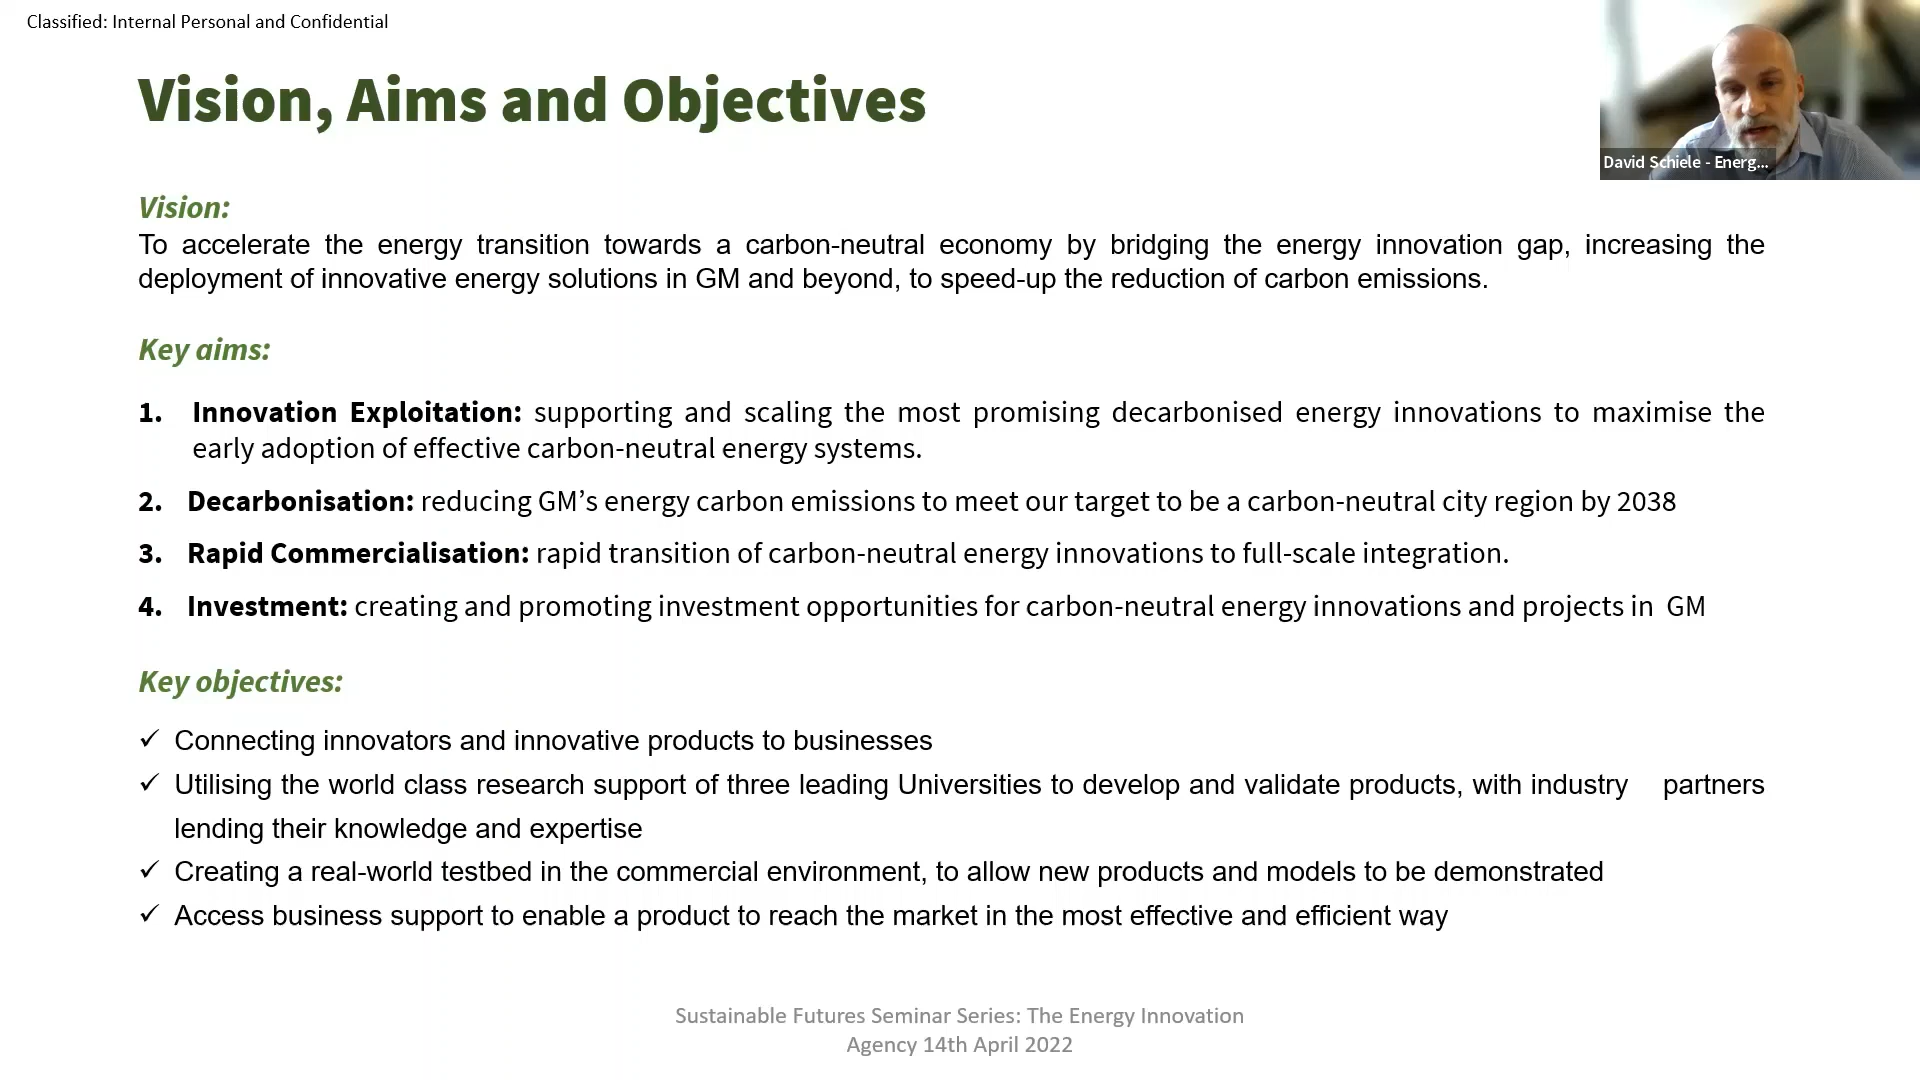 Classified: Internal Personal and Confidential
Vision, Aims and Objectives
David Schiele - Energ...
Vision:
To accelerate the energy transition towards a carbon-neutral economy by bridging the energy innovation gap, increasing the
deployment of innovative energy solutions in GM and beyond, to speed-up the reduction of carbon emissions.
Key aims:
1. Innovation Exploitation: supporting and scaling the most promising decarbonised energy innovations to maximise the
early adoption of effective carbon-neutral energy systems.
2. Decarbonisation: reducing GM’s energy carbon emissions to meet our target to be a carbon-neutral city region by 2038
3. Rapid Commercialisation: rapid transition of carbon-neutral energy innovations to full-scale integration.
4. Investment: creating and promoting investment opportunities for carbon-neutral energy innovations and projects in GM
Key objectives:
✓ Connecting innovators and innovative products to businesses
✓ Utilising the world class research support of three leading Universities to develop and validate products, with industry partners
lending their knowledge and expertise
✓ Creating a real-world testbed in the commercial environment, to allow new products and models to be demonstrated
✓ Access business support to enable a product to reach the market in the most effective and efficient way
Sustainable Futures Seminar Series: The Energy Innovation
Agency 14th April 2022